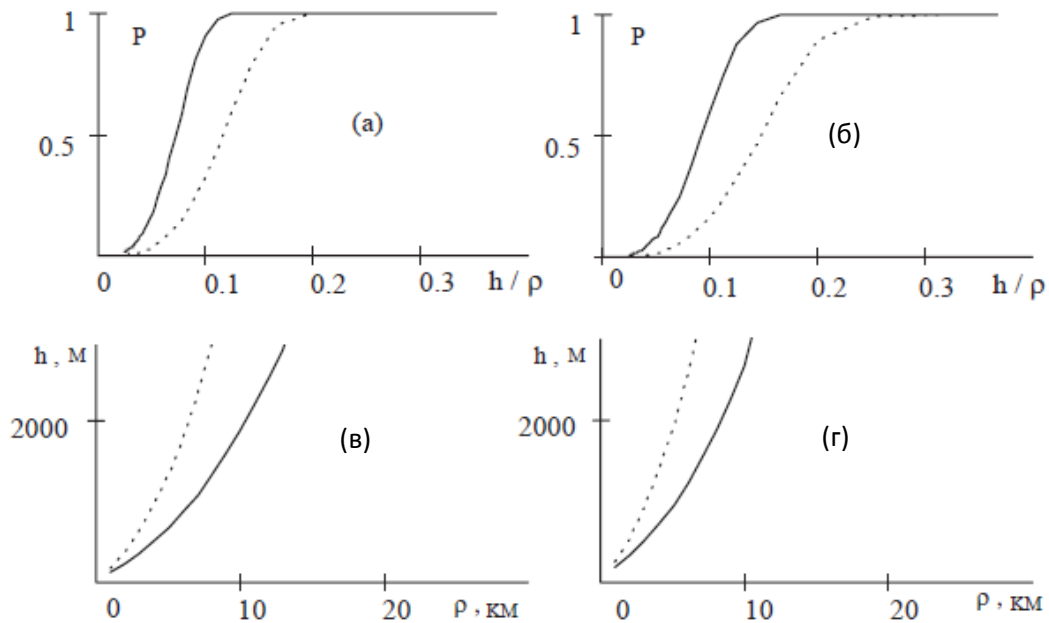 1 P
0.5 (а)
0 0.1 0.2 0.3 h / ρ
1 P
0.5 (б)
0 0.1 0.2 0.3 h / ρ
h , м
2000 (в)
0 10 20 ρ , км
h , м
2000 (г)
0 10 20 ρ , км